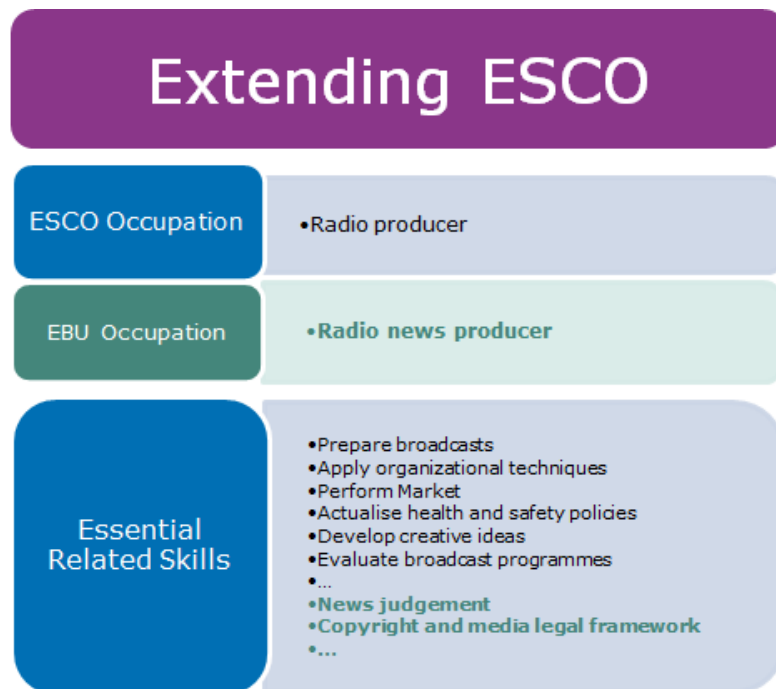 Extending ESCO
ESCO Occupation
•Radio producer
EBU Occupation
•Radio news producer
Essential
Related Skills
•Prepare broadcasts
•Apply organizational techniques
•Perform Market
•Actualise health and safety policies
•Develop creative ideas
•Evaluate broadcast programmes
•...
•News judgement
•Copyright and media legal framework
•...